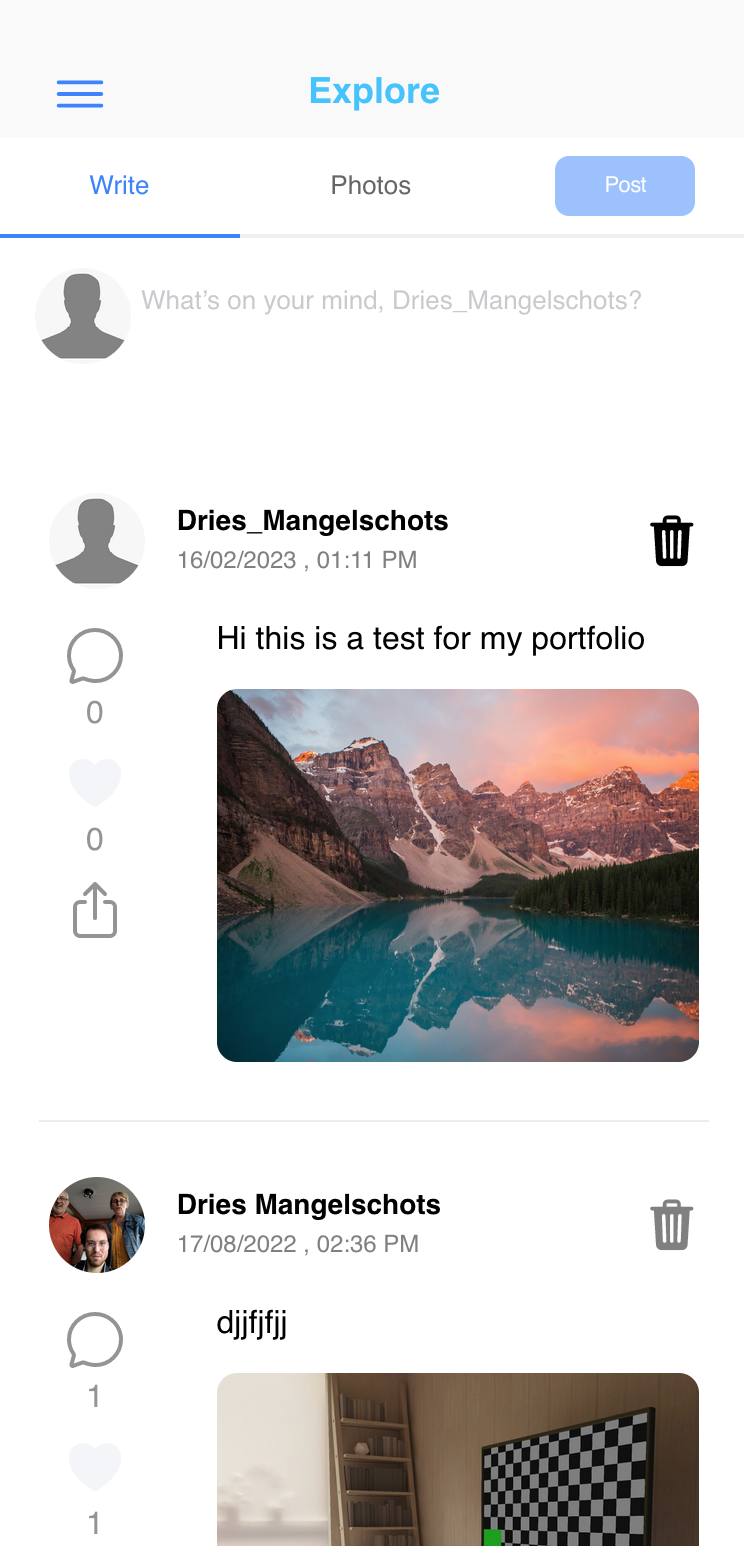 Explore
Write
Photos
Post
What's on your mind, Dries_Mangelschots?
Dries_Mangelschots
16/02/2023 , 01:11 PM
Hi this is a test for my portfolio
0
0
Dries Mangelschots
17/08/2022 , 02:36 PM
djjfjfjj
1
1